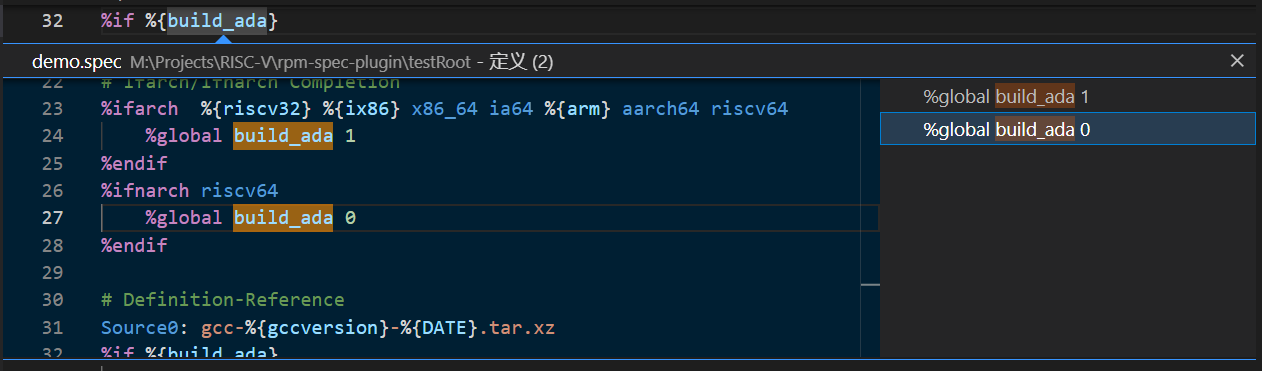 32 %if %{build_ada}
demo.spec M:\Projects\RISC-V\rpm-spec-plugin\testRoot - 定义 (2)
22 # Ifarch/Ifnarch Completion
23 %ifarch  %{riscv32} %{ix86} x86_64 ia64 %{arm} aarch64 riscv64
24     %global build_ada 1
25 %endif
26 %ifnarch riscv64
27     %global build_ada 0
28 %endif
29
30 # Definition-Reference
31 Source0: gcc-%{gccversion}-%{DATE}.tar.xz
32 %if %{build_ada}
%global build_ada 1
%global build_ada 0